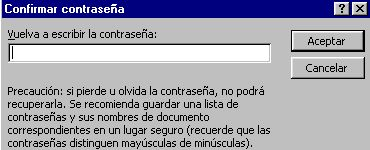 Confirmar contraseña
Vuelva a escribir la contraseña:
Aceptar
Cancelar
Precaución: si pierde u olvida la contraseña, no podrá
recuperarla. Se recomienda guardar una lista de
contraseñas y sus nombres de documento
correspondientes en un lugar seguro (recuerde que las
contraseñas distinguen mayúsculas de minúsculas).